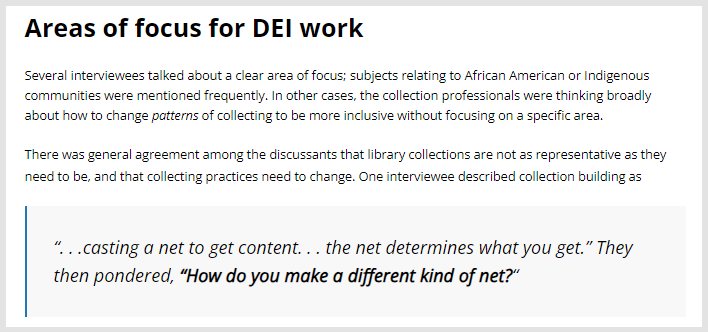 Areas of focus for DEI work
Several interviewees talked about a clear area of focus; subjects relating to African American or Indigenous
communities were mentioned frequently. In other cases, the collection professionals were thinking broadly
about how to change patterns of collecting to be more inclusive without focusing on a specific area.
There was general agreement among the discussants that library collections are not as representative as they
need to be, and that collecting practices need to change. One interviewee described collection building as
“. . .casting a net to get content. . . the net determines what you get.” They
then pondered, “How do you make a different kind of net?“